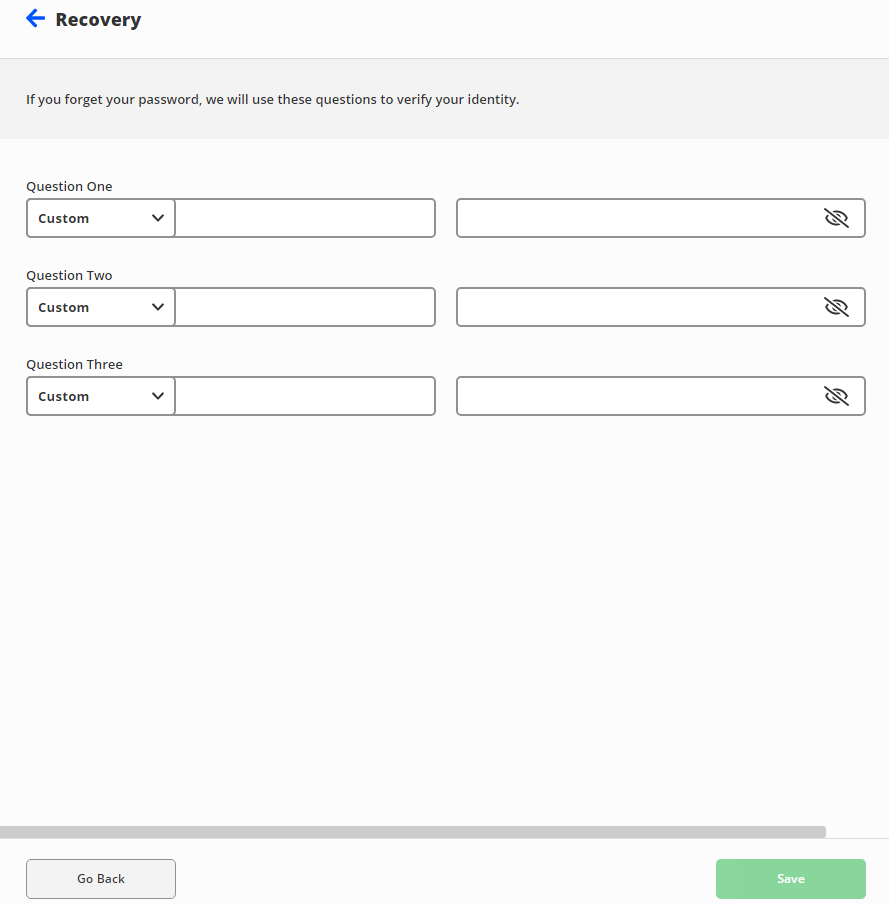 Recovery
If you forget your password, we will use these questions to verify your identity.
Question One
Custom
Question Two
Custom
Question Three
Custom
Go Back
Save